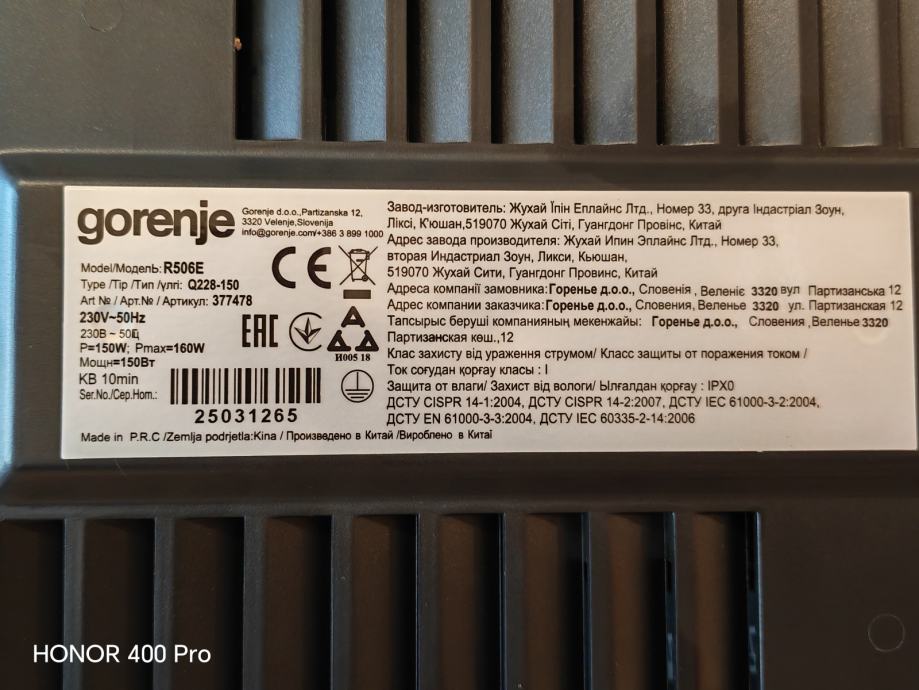 gorenje
Gorenje d.o.o.,Partizanska 12,
3320 Velenje,Slovenija
info@gorenje.com/+386 3 899 1000
Model/Модель: R506E
Type /Tip /Тип /үлгі: Q228-150
Art № / Арт.№ / Артикул: 377478
230V~50Hz
230В ~ 50Ц
P=150W; Pmax=160W
Мощн=150Вт
KB 10min
Ser.No./Сер.Ном.:
25031265
CE
EAC
И005 18
Made in P.R.C /Zemlja podrjetla:Kina / Произведено в Китай /Вироблено в Китаї
Завод-изготовитель: Жухай Їпін Еплайнс Лтд., Номер 33, друга Індастріал Зоун,
Ліксі, К'юшан,519070 Жухай Сіті, Гуангдонг Провінс, Китай
Адрес завода производителя: Жухай Ипин Эплайнс Лтд., Номер 33,
вторая Индастриал Зоун, Ликси, Кьюшан,
519070 Жухай Сити, Гуангдонг Провинс, Китай
Адреса компанії замовника:Горенье д.о.о., Словенія , Веленіє 3320 вул Партизанська 12
Адрес компании заказчика:Горенье д.о.о., Словения, Веленье 3320 ул. Партизанская 12
Тапсырыс беруші компанияның мекенжайы: Горенье д.о.о., Словения ,Веленье 3320
Партизанская көш.,12
Клас захисту від ураження струмом/ Класс защиты от поражения током /
Ток соғудан қорғау класы : I
Защита от влаги/ Захист від вологи/ Ылғалдан қорғау : IPX0
ДСТУ CISPR 14-1:2004, ДСТУ CISPR 14-2:2007, ДСТУ IEC 61000-3-2:2004,
ДСТУ EN 61000-3-3:2004, ДСТУ IEC 60335-2-14:2006
HONOR 400 Pro